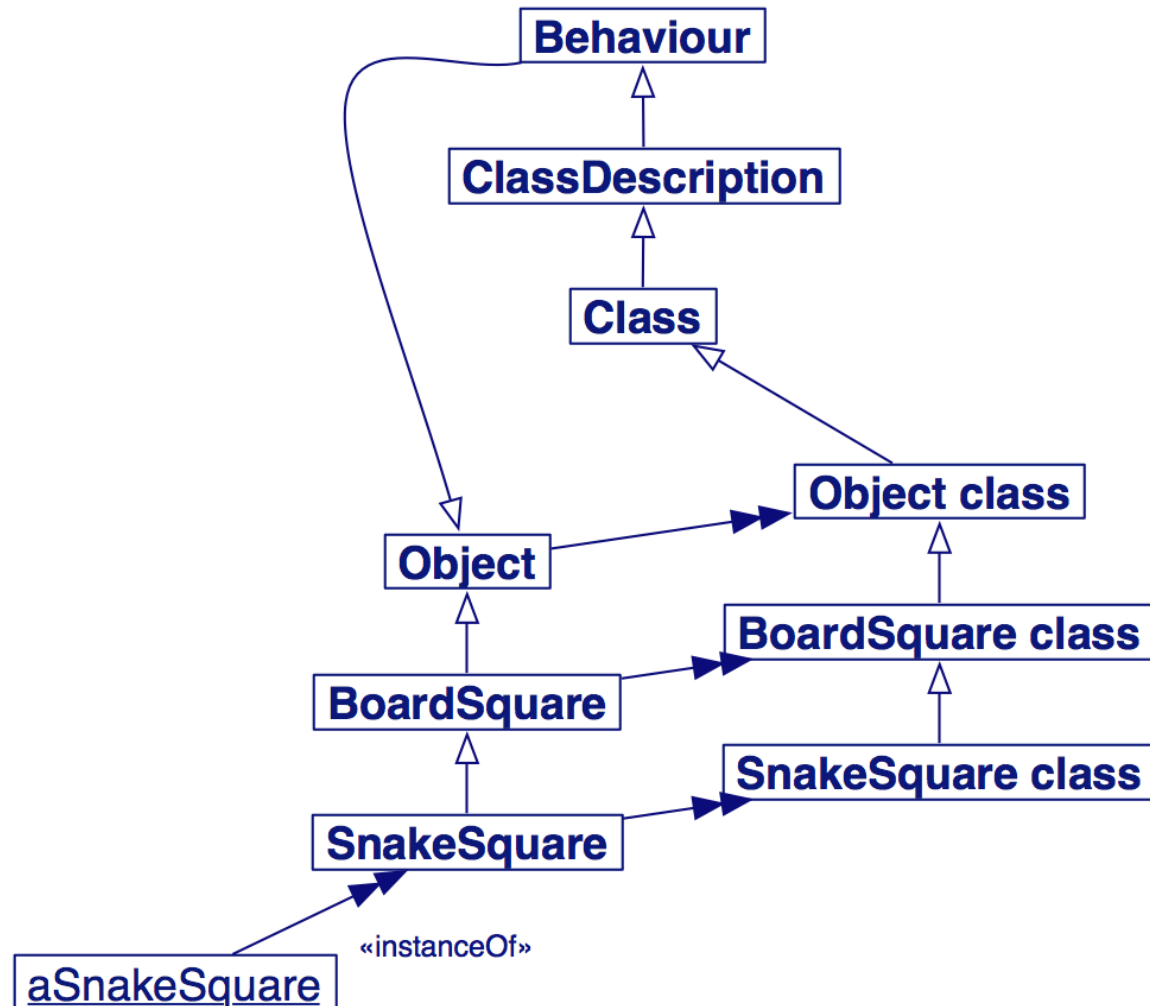 Behaviour
ClassDescription
Class
Object class
Object
BoardSquare class
BoardSquare
SnakeSquare class
SnakeSquare
«instanceOf»
aSnakeSquare